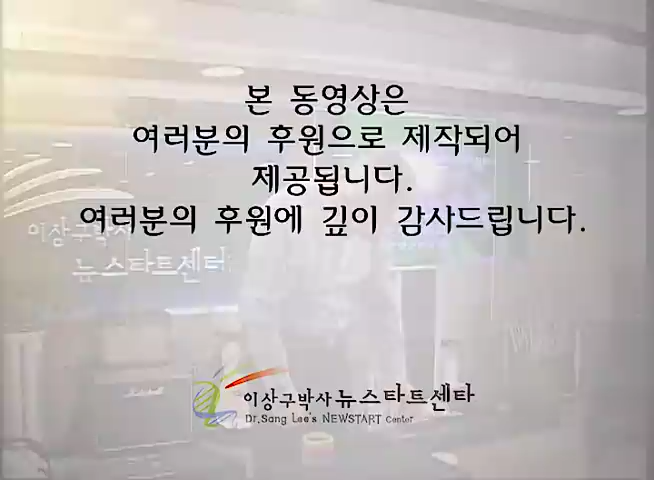 본 동영상은
여러분의 후원으로 제작되어
제공됩니다.
여러분의 후원에 깊이 감사드립니다.
이상구박사
뉴스타트센터
이상구박사 뉴스타트센타
Dr.Sang Lee's NEWSTART Center